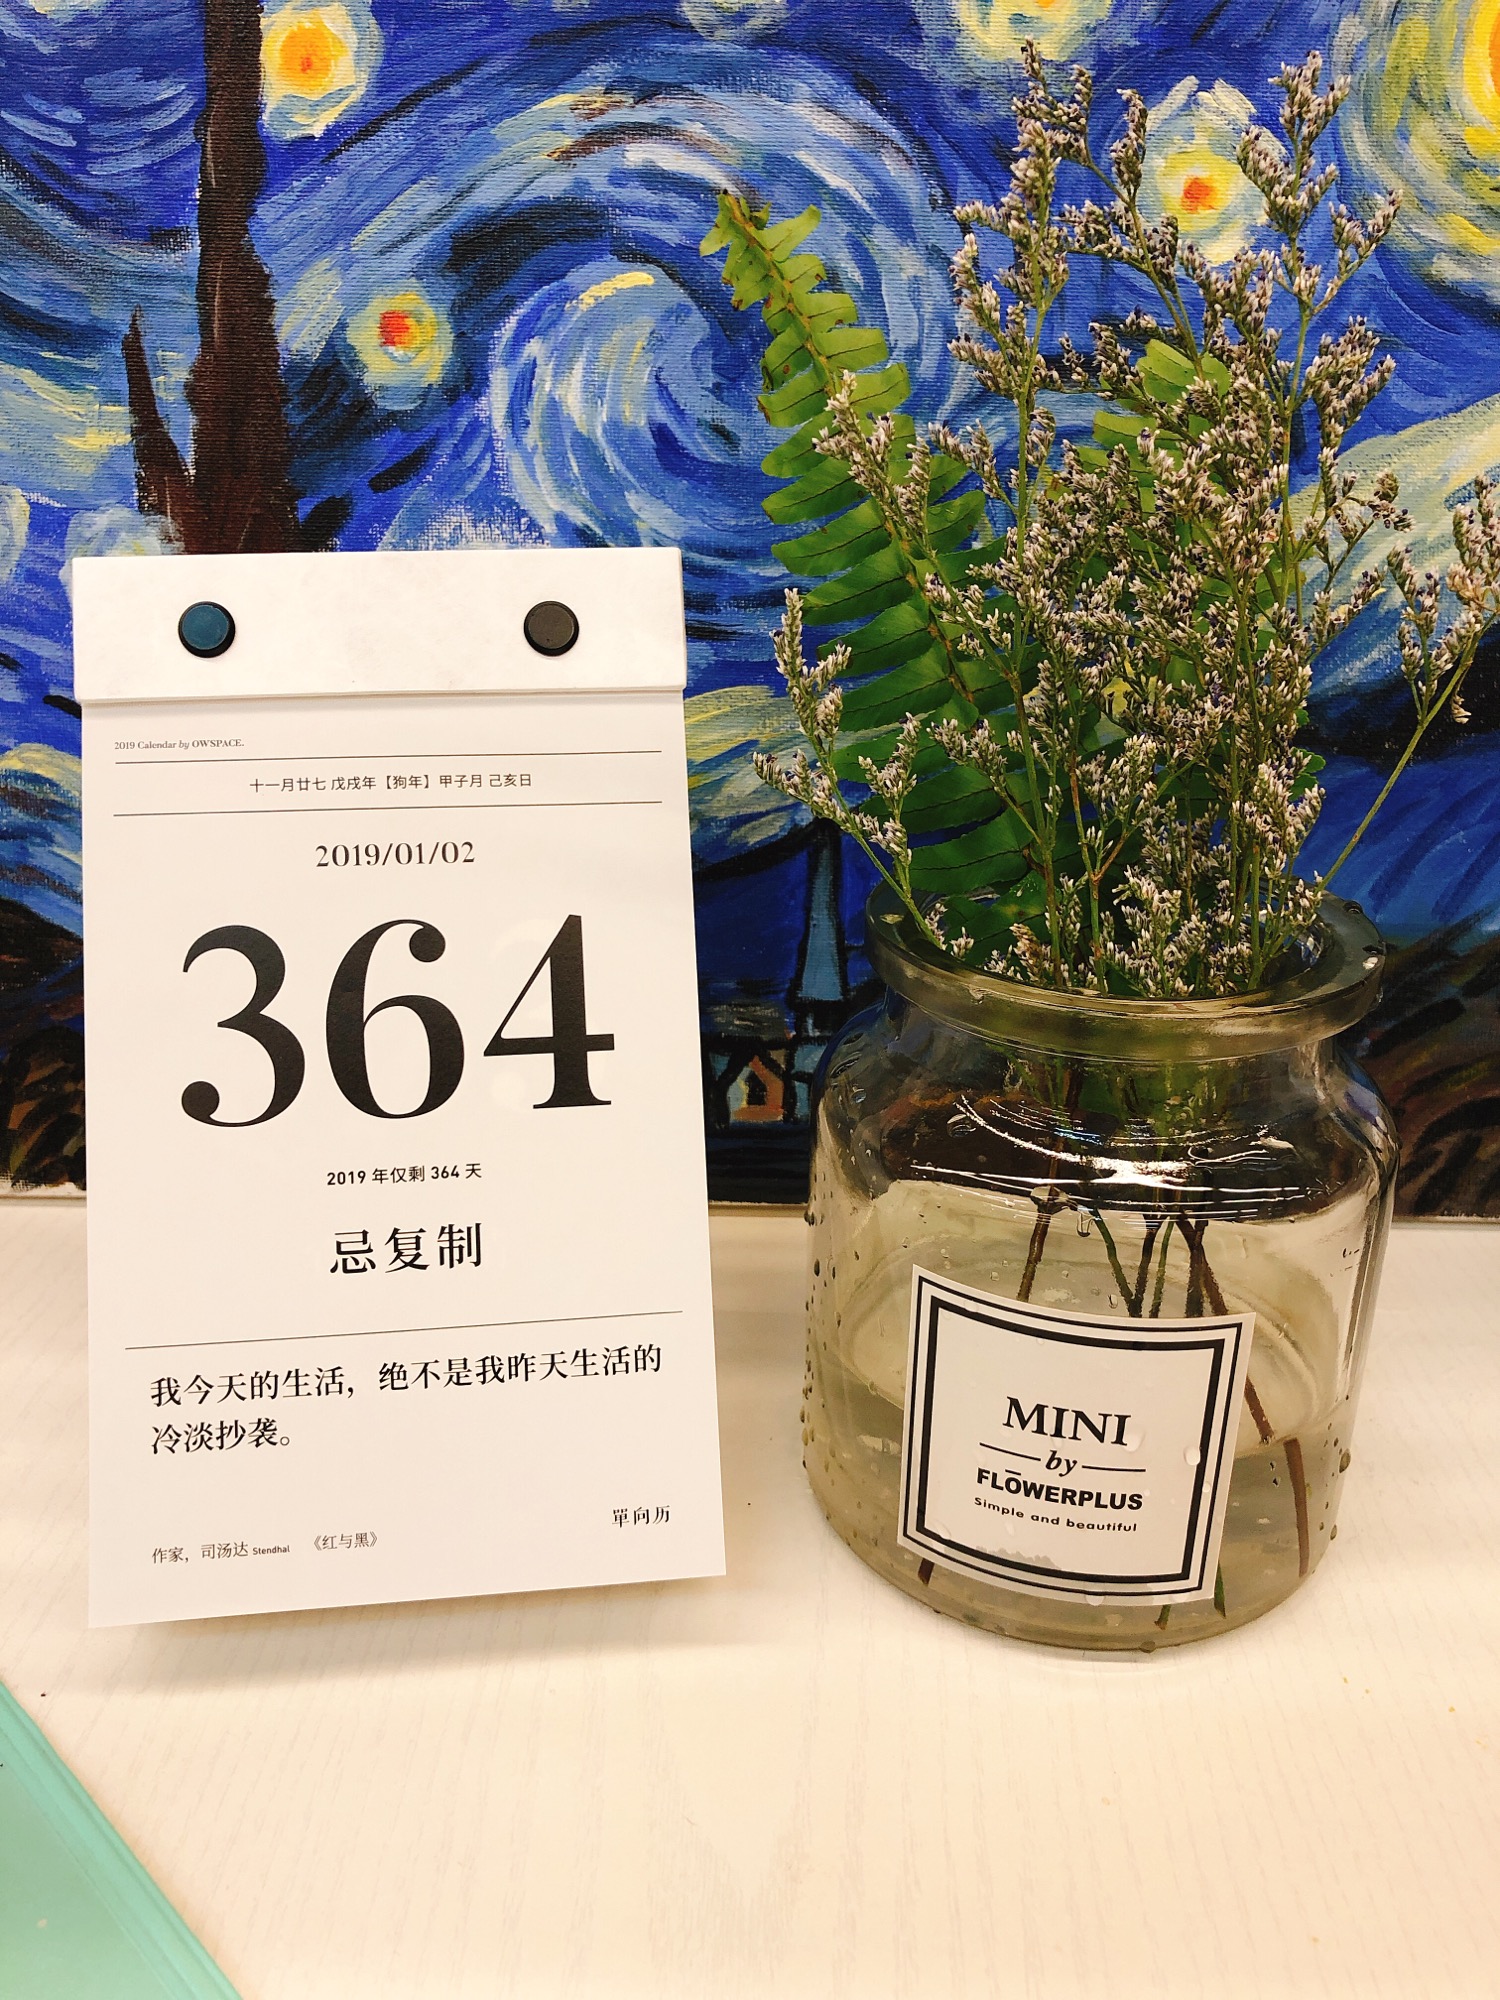 2019 Calendar by OWSPACE.
十一月廿七 戊戌年【狗年】甲子月 己亥日
2019/01/02
364
2019 年仅剩 364 天
忌复制
我今天的生活，绝不是我昨天生活的
冷淡抄袭。
單向历
作家，司汤达 Stendhal 《红与黑》
MINI
by
FLŌWERPLUS
Simple and beautiful